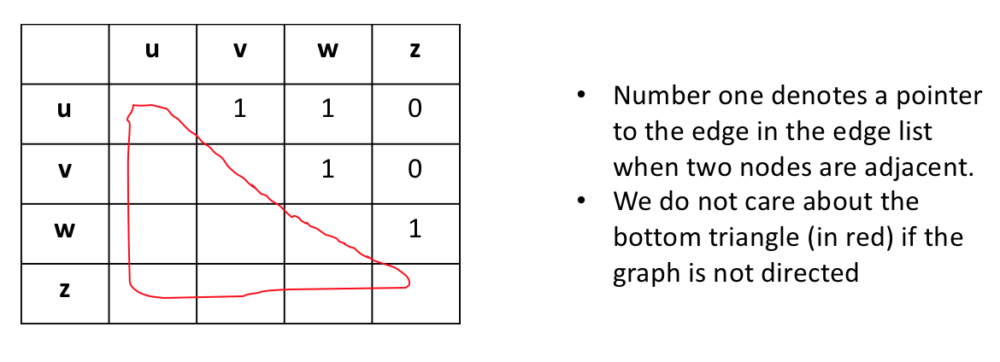 u v w z
u 1 1 0
v 1 0
w 1
z
• Number one denotes a pointer
to the edge in the edge list
when two nodes are adjacent.
• We do not care about the
bottom triangle (in red) if the
graph is not directed